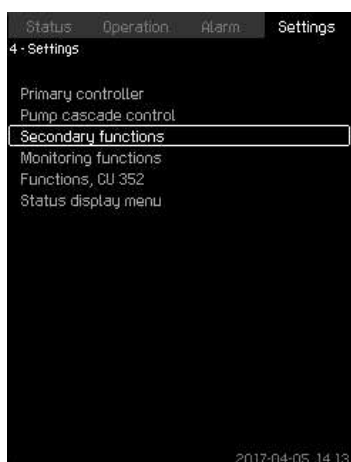 Status Operation Alarm Settings
4 - Settings
Primary controller
Pump cascade control
Secondary functions
Monitoring functions
Functions, CU 352
Status display menu
2017-04-05 14:13